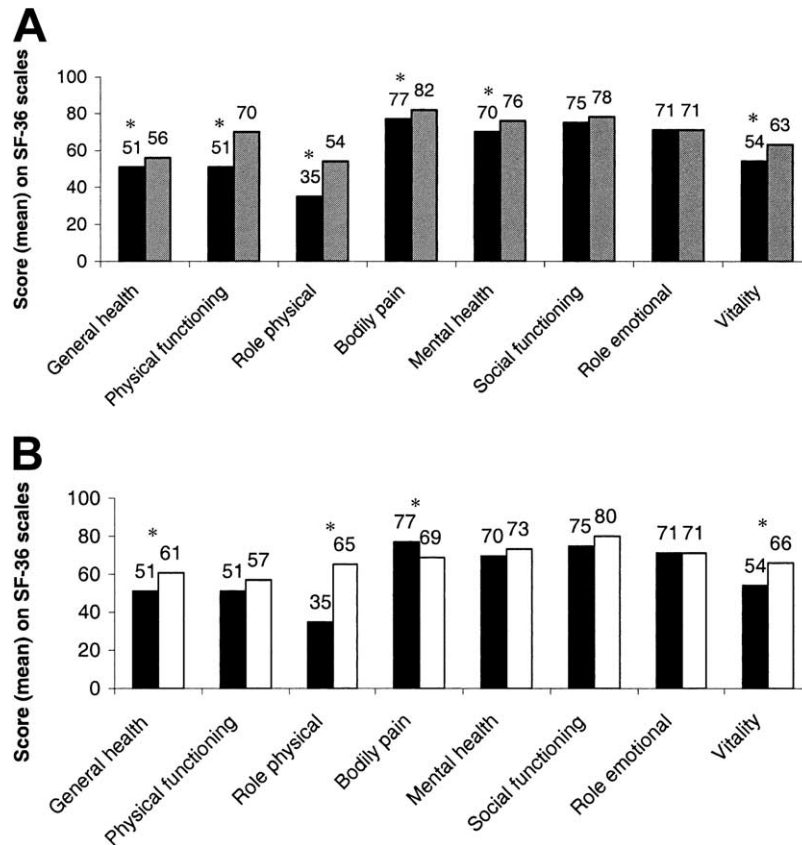 A
Score (mean) on SF-36 scales
100
80
60
40
20
0
* 51 56
* 51 70
* 35 54
* 77 82
* 70 76
75 78
71 71
* 54 63
General health
Physical functioning
Role physical
Bodily pain
Mental health
Social functioning
Role emotional
Vitality
B
Score (mean) on SF-36 scales
100
80
60
40
20
0
* 51 61
51 57
* 35 65
77 * 69
70 73
75 80
71 71
* 54 66
General health
Physical functioning
Role physical
Bodily pain
Mental health
Social functioning
Role emotional
Vitality